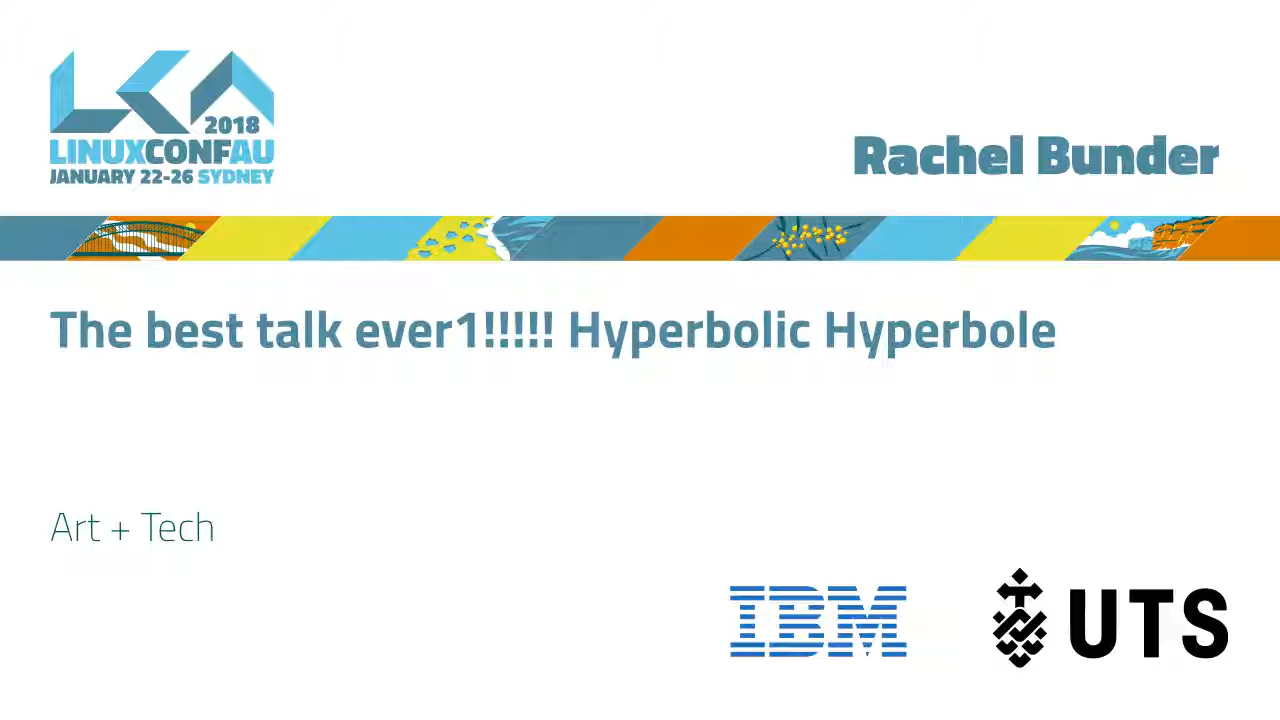 2018
LINUXCONFAU
JANUARY 22-26 SYDNEY
Rachel Bunder
The best talk ever1!!!!! Hyperbolic Hyperbole
Art + Tech
IBM
UTS